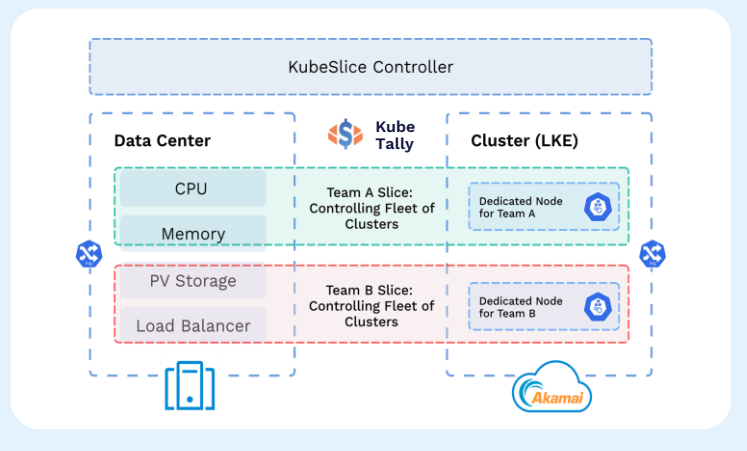 KubeSlice Controller
Data Center
Kube
Tally
Cluster (LKE)
CPU
Memory
PV Storage
Load Balancer
Team A Slice:
Controlling Fleet of
Clusters
Team B Slice:
Controlling Fleet of
Clusters
Dedicated Node
for Team A
Dedicated Node
for Team B
Akamai